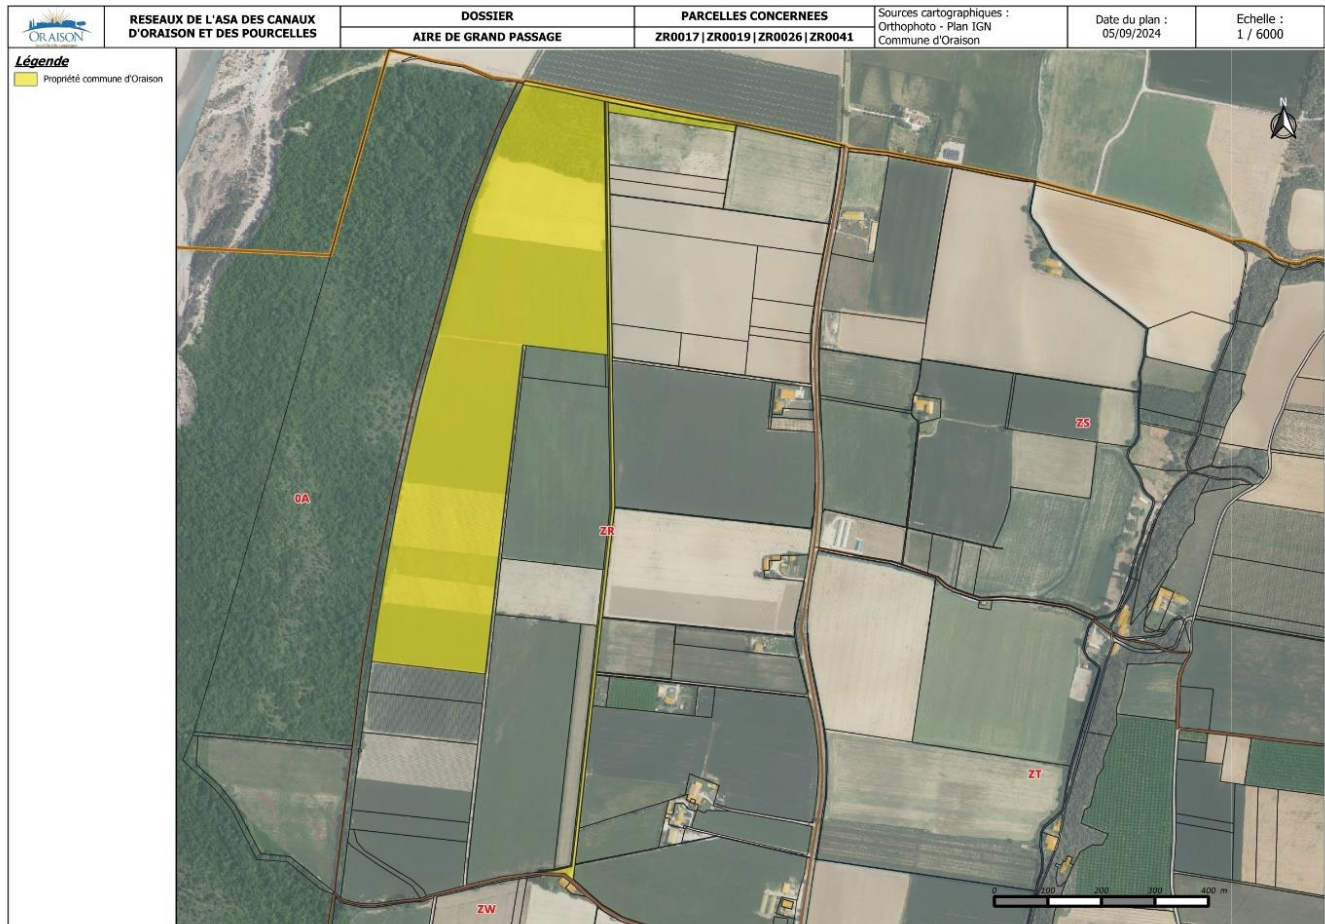 ORAISON
RESEAUX DE L'ASA DES CANAUX
D'ORAISON ET DES POURCELLES
DOSSIER
AIRE DE GRAND PASSAGE
PARCELLES CONCERNEES
ZR0017|ZR0019|ZR0026|ZR0041
Sources cartographiques :
Orthophoto - Plan IGN
Commune d'Oraison
Date du plan :
05/09/2024
Echelle :
1 / 6000
Légende
Propriété commune d'Oraison
N
ZS
0A
ZR
ZT
0 100 200 300 400 m
ZW